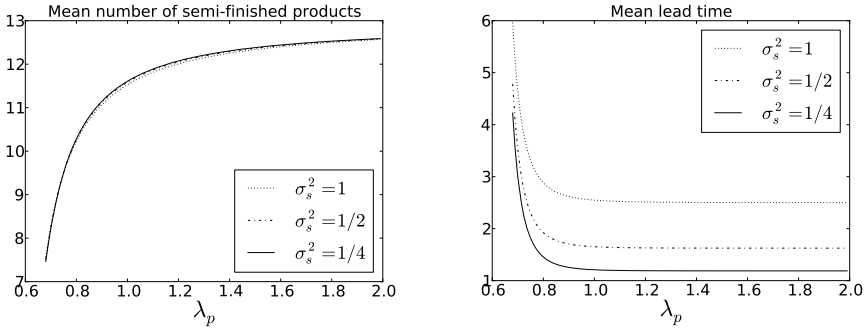 Mean number of semi-finished products
13
12
11
10
9
8
7
0.6 0.8 1.0 1.2 1.4 1.6 1.8 2.0
λ_p
σ_s^2=1
σ_s^2=1/2
σ_s^2=1/4
Mean lead time
6
5
4
3
2
1
0.6 0.8 1.0 1.2 1.4 1.6 1.8 2.0
λ_p
σ_s^2=1
σ_s^2=1/2
σ_s^2=1/4